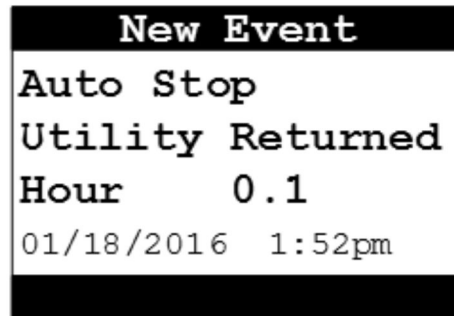 New Event
Auto Stop
Utility Returned
Hour 0.1
01/18/2016 1:52pm